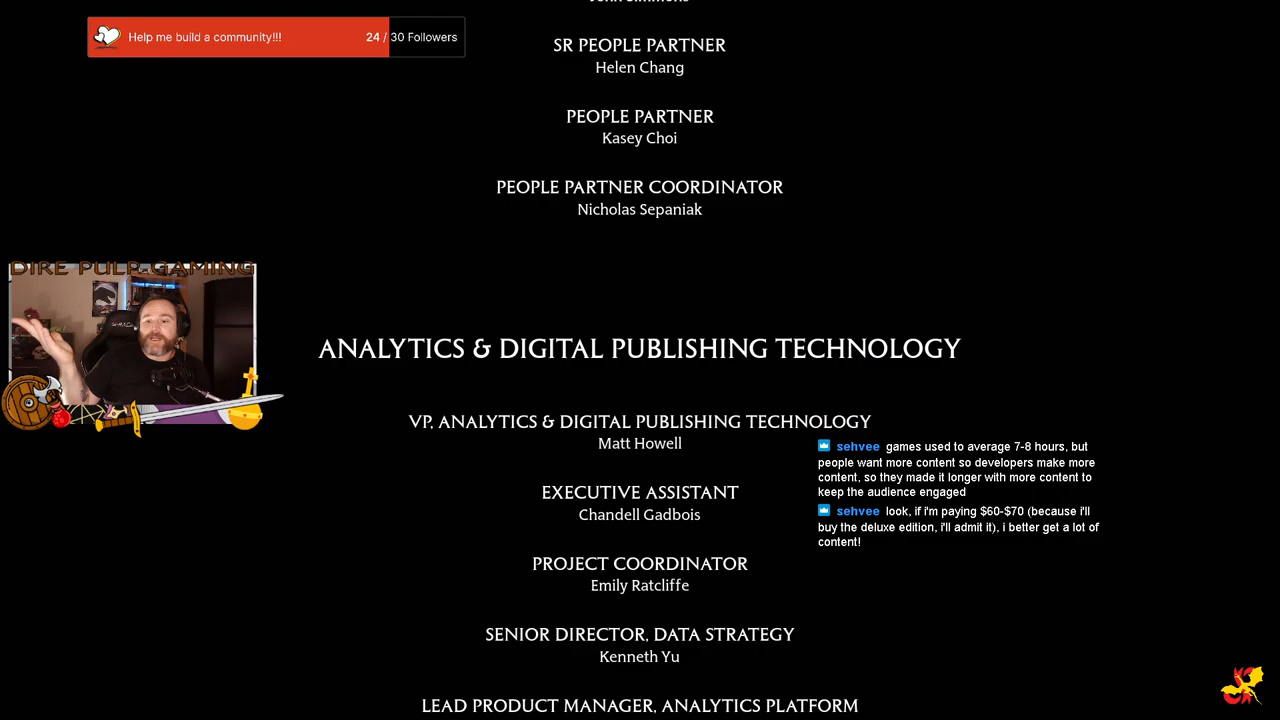 John Simmons
Help me build a community!!!
24 / 30 Followers
SR PEOPLE PARTNER
Helen Chang
PEOPLE PARTNER
Kasey Choi
PEOPLE PARTNER COORDINATOR
Nicholas Sepaniak
DIRE PULP GAMING
ANALYTICS & DIGITAL PUBLISHING TECHNOLOGY
VP, ANALYTICS & DIGITAL PUBLISHING TECHNOLOGY
Matt Howell
EXECUTIVE ASSISTANT
Chandell Gadbois
PROJECT COORDINATOR
Emily Ratcliffe
SENIOR DIRECTOR, DATA STRATEGY
Kenneth Yu
LEAD PRODUCT MANAGER, ANALYTICS PLATFORM
sehvee games used to average 7-8 hours, but
people want more content so developers make more
content, so they made it longer with more content to
keep the audience engaged
sehvee look, if i'm paying $60-$70 (because i'll
buy the deluxe edition, i'll admit it), i better get a lot of
content!